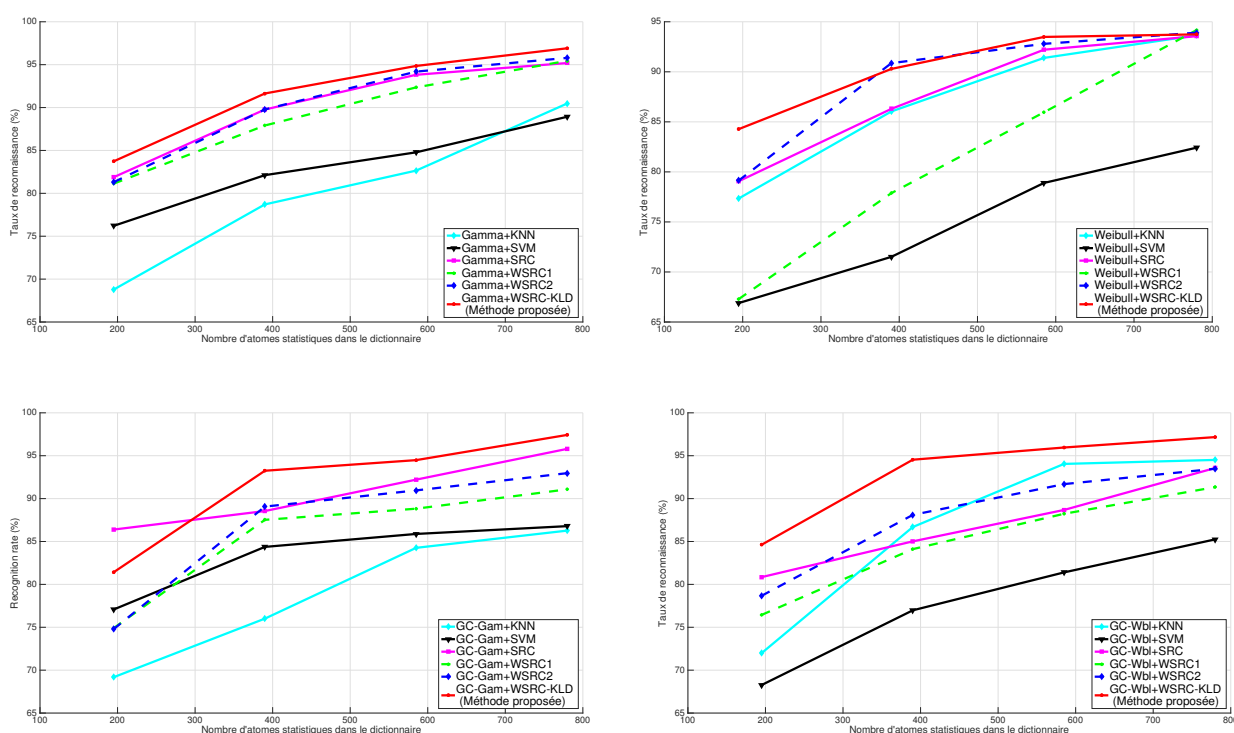 100
95
90
85
80
75
70
65
100
200
300
400
500
600
700
800
Taux de reconnaissance (%)
Nombre d'atomes statistiques dans le dictionnaire
Gamma+KNN
Gamma+SVM
Gamma+SRC
Gamma+WSRC1
Gamma+WSRC2
Gamma+WSRC-KLD
(Méthode proposée)
95
90
85
80
75
70
65
100
200
300
400
500
600
700
800
Taux de reconnaissance (%)
Nombre d'atomes statistiques dans le dictionnaire
Weibull+KNN
Weibull+SVM
Weibull+SRC
Weibull+WSRC1
Weibull+WSRC2
Weibull+WSRC-KLD
(Méthode proposée)
100
95
90
85
80
75
70
65
100
200
300
400
500
600
700
800
Recognition rate (%)
Nombre d'atomes statistiques dans le dictionnaire
GC-Gam+KNN
GC-Gam+SVM
GC-Gam+SRC
GC-Gam+WSRC1
GC-Gam+WSRC2
GC-Gam+WSRC-KLD
(Méthode proposée)
100
95
90
85
80
75
70
65
100
200
300
400
500
600
700
800
Taux de reconnaissance (%)
Nombre d'atomes statistiques dans le dictionnaire
GC-Wbl+KNN
GC-Wbl+SVM
GC-Wbl+SRC
GC-Wbl+WSRC1
GC-Wbl+WSRC2
GC-Wbl+WSRC-KLD
(Méthode proposée)